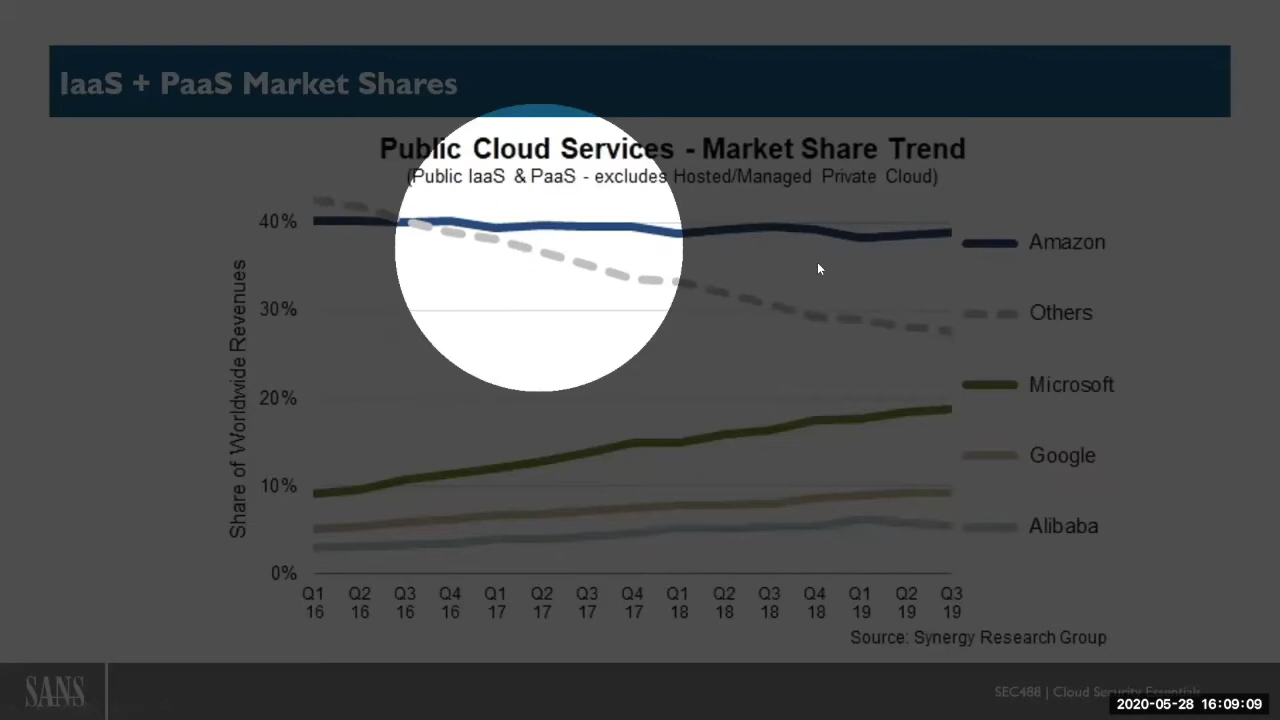 IaaS + PaaS Market Shares
Public Cloud Services - Market Share Trend
(Public IaaS & PaaS - excludes Hosted/Managed Private Cloud)
Share of Worldwide Revenues
40%
30%
20%
10%
0%
Amazon
Others
Microsoft
Google
Alibaba
Q1 Q2 Q3 Q4 Q1 Q2 Q3 Q4 Q1 Q2 Q3 Q4 Q1 Q2 Q3
16 16 16 16 17 17 17 17 18 18 18 18 19 19 19
Source: Synergy Research Group
SANS
SEC488 | Cloud Security Essentials
2020-05-28 16:09:09